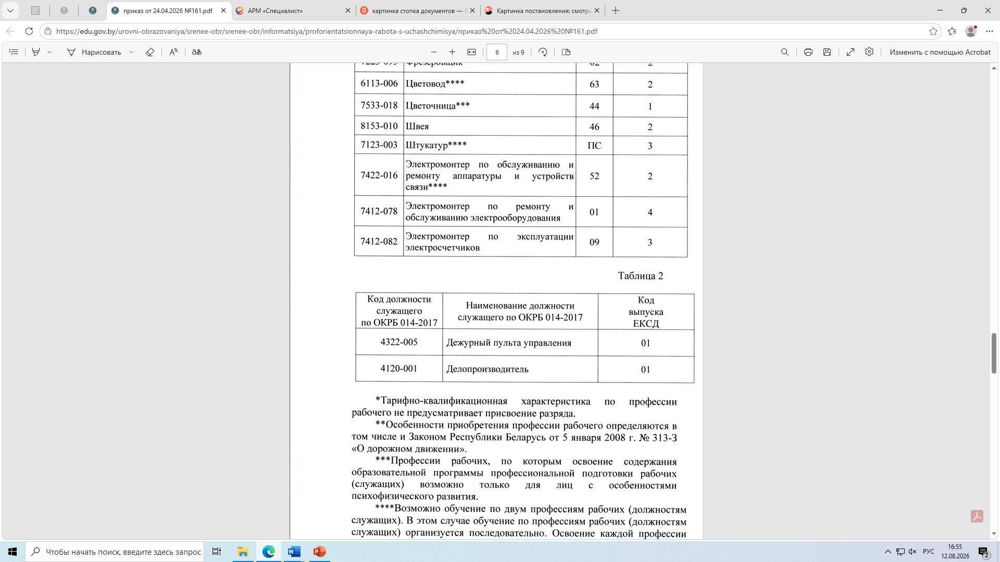 приказ от 24.04.2026 №161.pdf
АРМ «Специалист»
картинка стопка документов — Я
Картинка постановления: смотри
https://edu.gov.by/urovni-obrazovaniya/srenee-obr/srenee-obr/informatsiya/proforientatsionnaya-rabota-s-uchashchimisya/приказ%20от%2024.04.2026%20№161.pdf
Нарисовать
6 из 9
Изменить с помощью Acrobat
7223-095 Фрезеровщик 02 2
6113-006 Цветовод**** 63 2
7533-018 Цветочница*** 44 1
8153-010 Швея 46 2
7123-003 Штукатур**** ПС 3
Электромонтер по обслуживанию и
7422-016 ремонту аппаратуры и устройств 52 2
связи****
Электромонтер по ремонту и
7412-078 обслуживанию электрооборудования 01 4
Электромонтер по эксплуатации
7412-082 электросчетчиков 09 3
Таблица 2
Код должности
служащего
по ОКРБ 014-2017
Наименование должности
служащего по ОКРБ 014-2017
Код
выпуска
ЕКСД
4322-005 Дежурный пульта управления 01
4120-001 Делопроизводитель 01
*Тарифно-квалификационная характеристика по профессии
рабочего не предусматривает присвоение разряда.
**Особенности приобретения профессии рабочего определяются в
том числе и Законом Республики Беларусь от 5 января 2008 г. № 313-З
«О дорожном движении».
***Профессии рабочих, по которым освоение содержания
образовательной программы профессиональной подготовки рабочих
(служащих) возможно только для лиц с особенностями
психофизического развития.
****Возможно обучение по двум профессиям рабочих (должностям
служащих). В этом случае обучение по профессиям рабочих (должностям
служащих) организуется последовательно. Освоение каждой профессии
Чтобы начать поиск, введите здесь запрос
РУС
16:55
12.08.2026
2